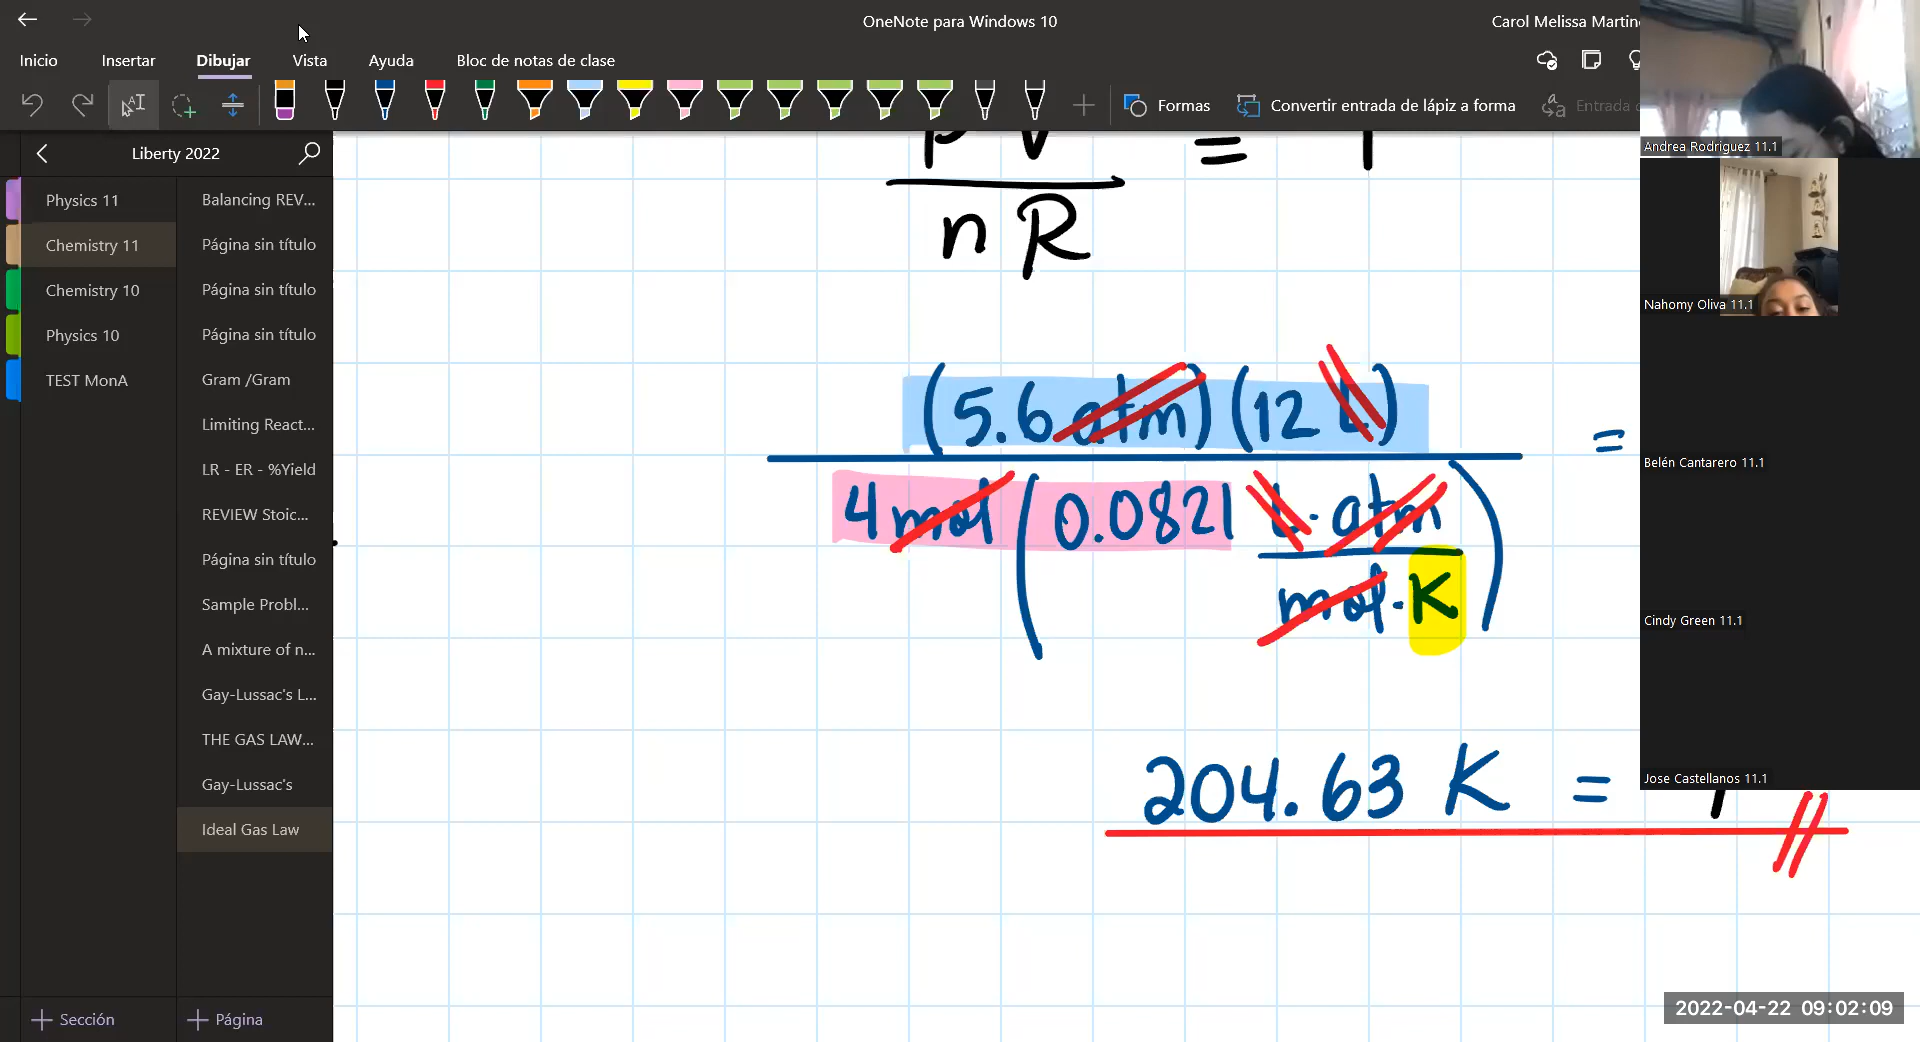 OneNote para Windows 10
Carol Melissa Martin
Inicio Insertar Dibujar Vista Ayuda Bloc de notas de clase
Formas Convertir entrada de lápiz a forma Entrada
Liberty 2022
Physics 11
Chemistry 11
Chemistry 10
Physics 10
TEST MonA
Balancing REV...
Página sin título
Página sin título
Página sin título
Gram /Gram
Limiting React...
LR - ER - %Yield
REVIEW Stoic...
Página sin título
Sample Probl...
A mixture of n...
Gay-Lussac's L...
THE GAS LAW...
Gay-Lussac's
Ideal Gas Law
Sección
Página
P V = T
n R
(5.6 atm) (12 L) =
4 mol (0.0821 L · atm
mol · K)
204.63 K = T
Andrea Rodriguez 11.1
Nahomy Oliva 11.1
Belén Cantarero 11.1
Cindy Green 11.1
Jose Castellanos 11.1
2022-04-22 09:02:09